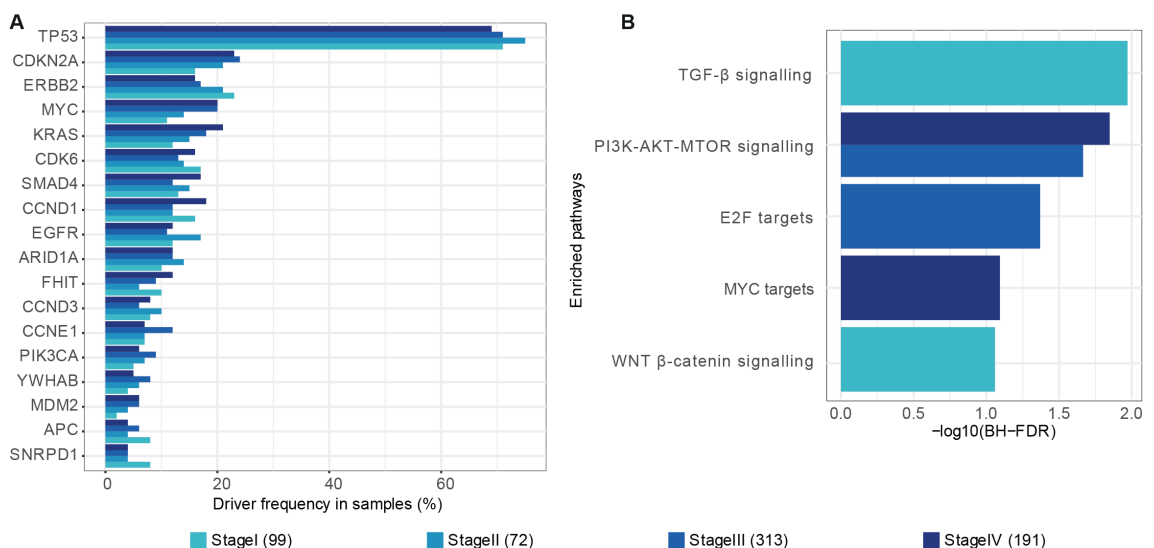 A
TP53
CDKN2A
ERBB2
MYC
KRAS
CDK6
SMAD4
CCND1
EGFR
ARID1A
FHIT
CCND3
CCNE1
PIK3CA
YWHAB
MDM2
APC
SNRPD1
0 20 40 60
Driver frequency in samples (%)
B
Enriched pathways
TGF-β signalling
PI3K-AKT-MTOR signalling
E2F targets
MYC targets
WNT β-catenin signalling
0.0 0.5 1.0 1.5 2.0
−log10(BH−FDR)
StageI (99) StageII (72) StageIII (313) StageIV (191)